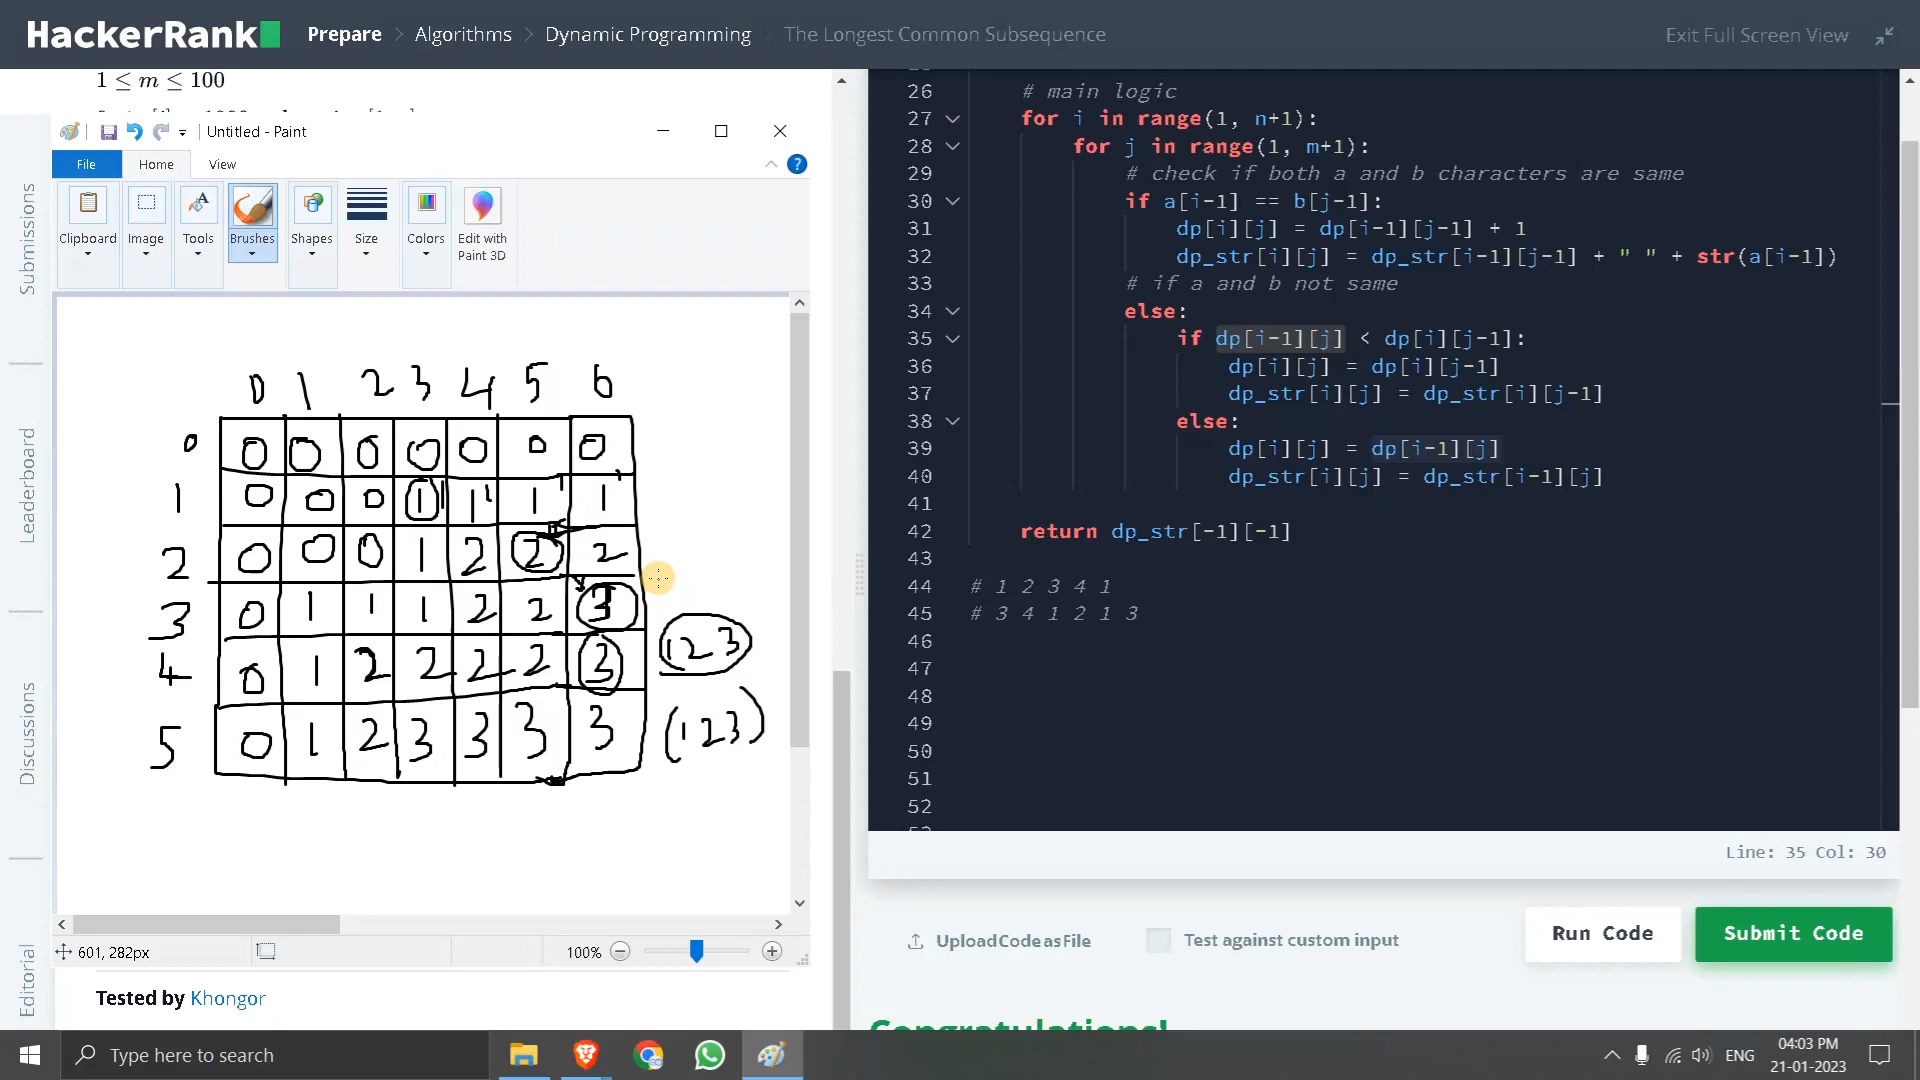 HackerRank
Prepare > Algorithms > Dynamic Programming > The Longest Common Subsequence
Exit Full Screen View
1 ≤ m ≤ 100
Submissions
Leaderboard
Discussions
Editorial
Untitled - Paint
File Home View
Clipboard Image Tools Brushes Shapes Size Colors Edit with Paint 3D
0 1 2 3 4 5 6
0 0 0 0 0 0 0 0
1 0 0 0 1 1 1 1
2 0 0 0 1 2 2 2
3 0 1 1 1 2 2 3
4 0 1 2 2 2 2 3
1 2 3
5 0 1 2 3 3 3 3
(1 2 3)
601, 282px
100%
Tested by Khongor
26 # main logic
27 for i in range(1, n+1):
28 for j in range(1, m+1):
29 # check if both a and b characters are same
30 if a[i-1] == b[j-1]:
31 dp[i][j] = dp[i-1][j-1] + 1
32 dp_str[i][j] = dp_str[i-1][j-1] + " " + str(a[i-1])
33 # if a and b not same
34 else:
35 if dp[i-1][j] < dp[i][j-1]:
36 dp[i][j] = dp[i][j-1]
37 dp_str[i][j] = dp_str[i][j-1]
38 else:
39 dp[i][j] = dp[i-1][j]
40 dp_str[i][j] = dp_str[i-1][j]
41
42 return dp_str[-1][-1]
43
44 # 1 2 3 4 1
45 # 3 4 1 2 1 3
46
47
48
49
50
51
52
Line: 35 Col: 30
Upload Code as File
Test against custom input
Run Code
Submit Code
Congratulations!
Type here to search
ENG
04:03 PM
21-01-2023